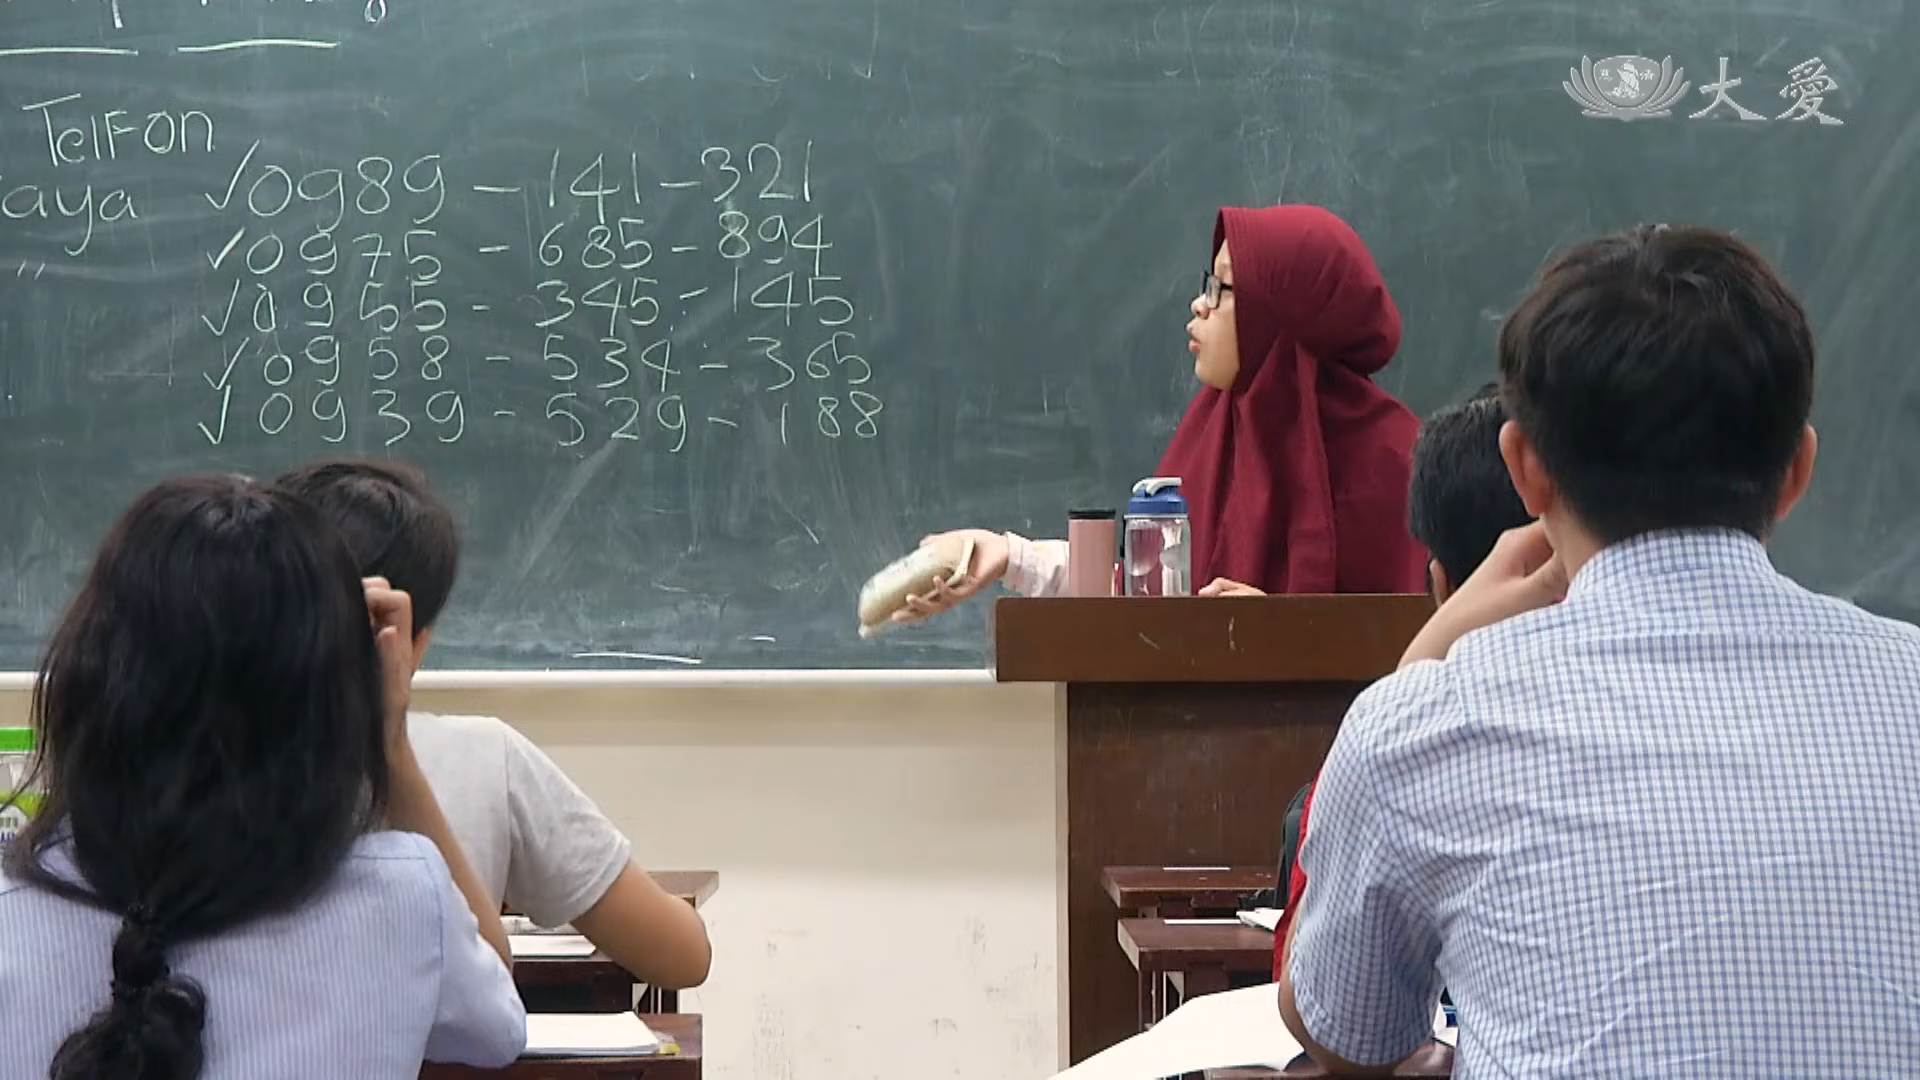 大愛
TelFon
aya ✓0989 – 141 – 321
" ✓0975 – 685 – 894
✓0955 - 345 - 145
✓0958 - 534 - 365
✓0939 - 529 - 188